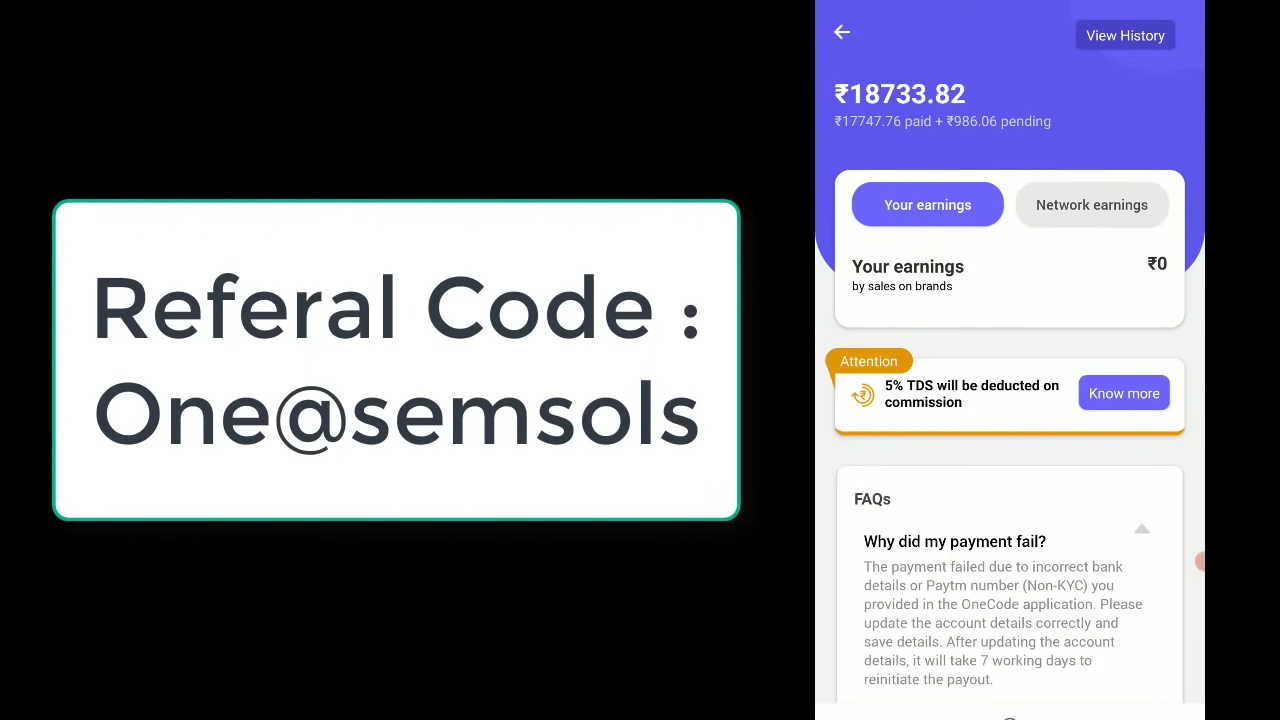 Referal Code :
One@semsols
View History
₹18733.82
₹17747.76 paid + ₹986.06 pending
Your earnings
Network earnings
Your earnings
₹0
by sales on brands
Attention
5% TDS will be deducted on
commission
Know more
FAQs
Why did my payment fail?
The payment failed due to incorrect bank
details or Paytm number (Non-KYC) you
provided in the OneCode application. Please
update the account details correctly and
save details. After updating the account
details, it will take 7 working days to
reinitiate the payout.